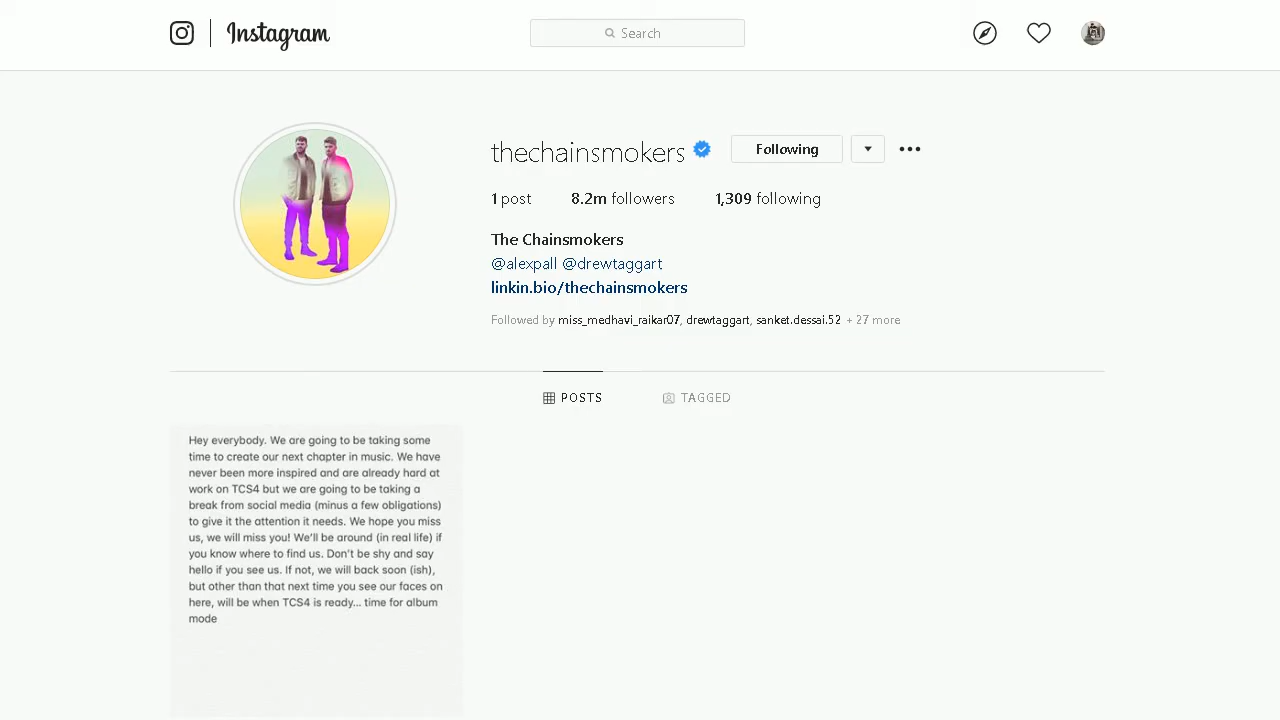 Instagram
Search
thechainsmokers
Following
1 post 8.2m followers 1,309 following
The Chainsmokers
@alexpall @drewtaggart
linkin.bio/thechainsmokers
Followed by miss_medhavi_raikar07, drewtaggart, sanket.dessai.52 + 27 more
POSTS TAGGED
Hey everybody. We are going to be taking some
time to create our next chapter in music. We have
never been more inspired and are already hard at
work on TCS4 but we are going to be taking a
break from social media (minus a few obligations)
to give it the attention it needs. We hope you miss
us, we will miss you! We'll be around (in real life) if
you know where to find us. Don't be shy and say
hello if you see us. If not, we will back soon (ish),
but other than that next time you see our faces on
here, will be when TCS4 is ready... time for album
mode